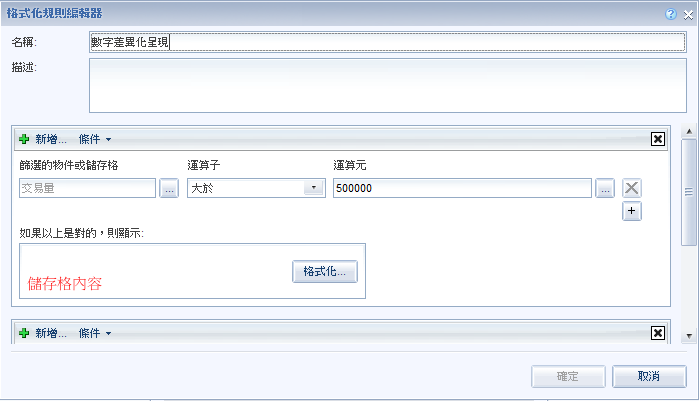 格式化規則編輯器
名稱:
數字差異化呈現
描述:
新增... 條件
篩選的物件或儲存格 運算子 運算元
交易量 ... 大於 500000 ...
+
如果以上是對的，則顯示:
儲存格內容 格式化...
新增... 條件
確定 取消